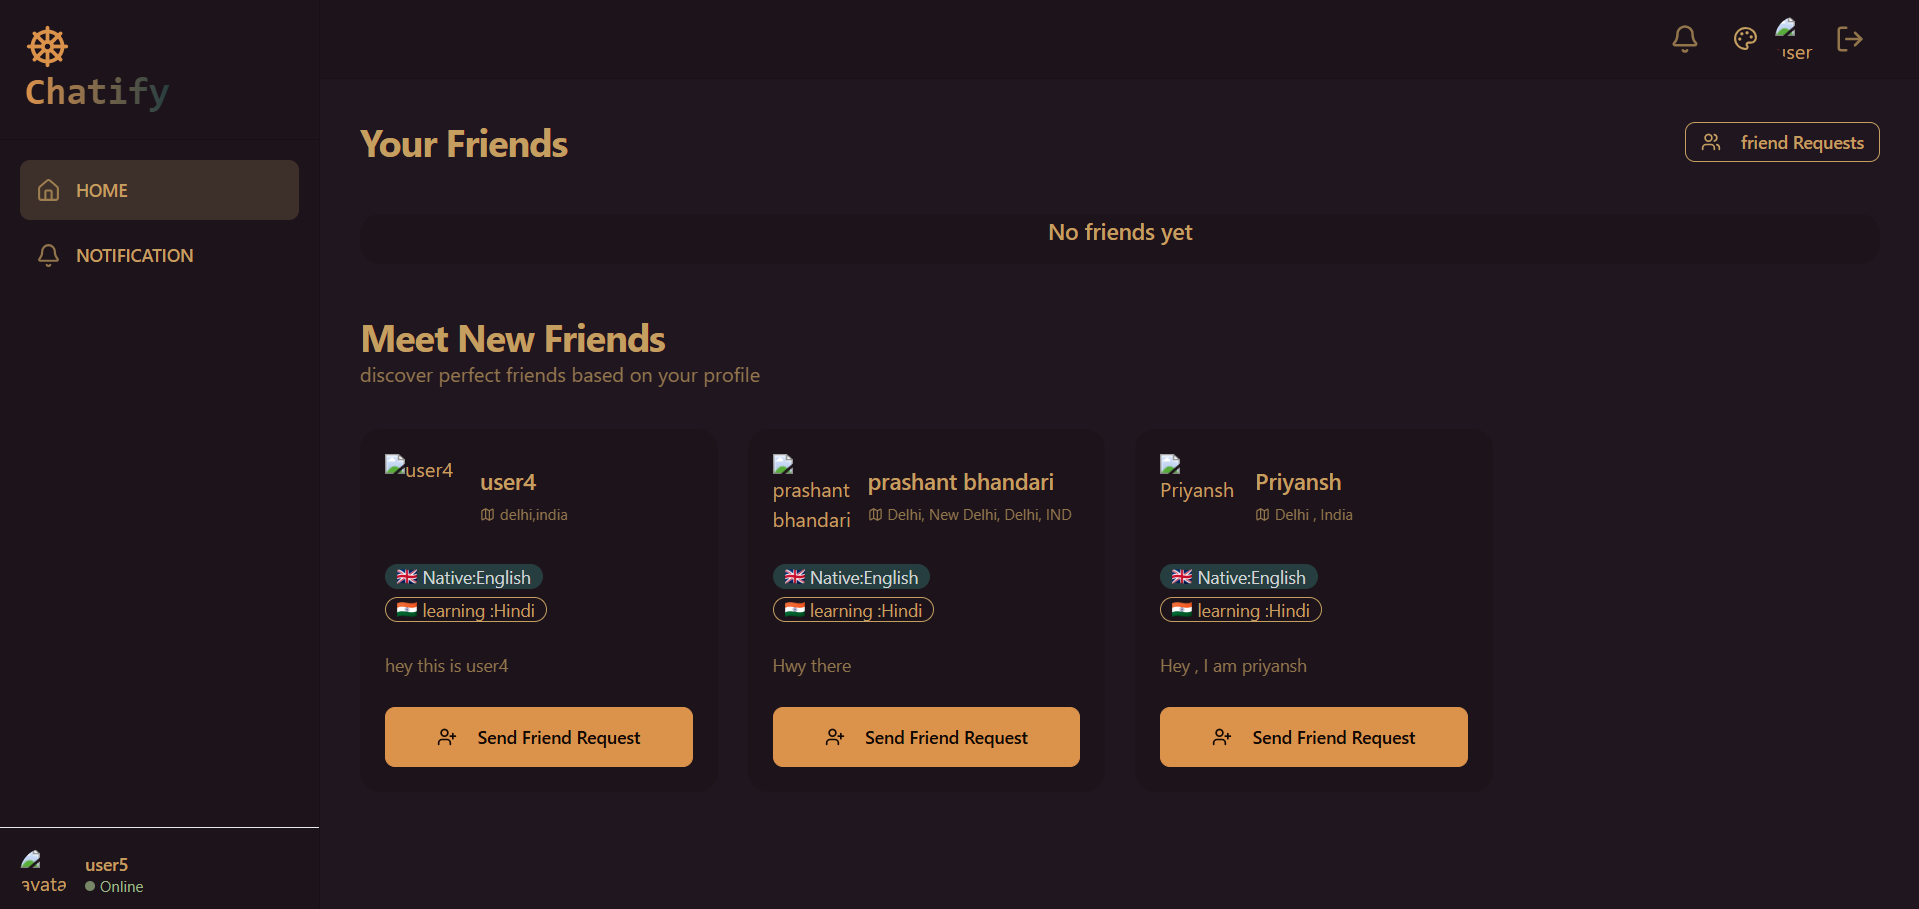 Chatify
HOME
NOTIFICATION
user5
Online
avata
user
Your Friends
friend Requests
No friends yet
Meet New Friends
discover perfect friends based on your profile
user4
user4
delhi,india
Native:English
learning :Hindi
hey this is user4
Send Friend Request
prashant
bhandari
prashant bhandari
Delhi, New Delhi, Delhi, IND
Native:English
learning :Hindi
Hwy there
Send Friend Request
Priyansh
Priyansh
Delhi , India
Native:English
learning :Hindi
Hey , I am priyansh
Send Friend Request